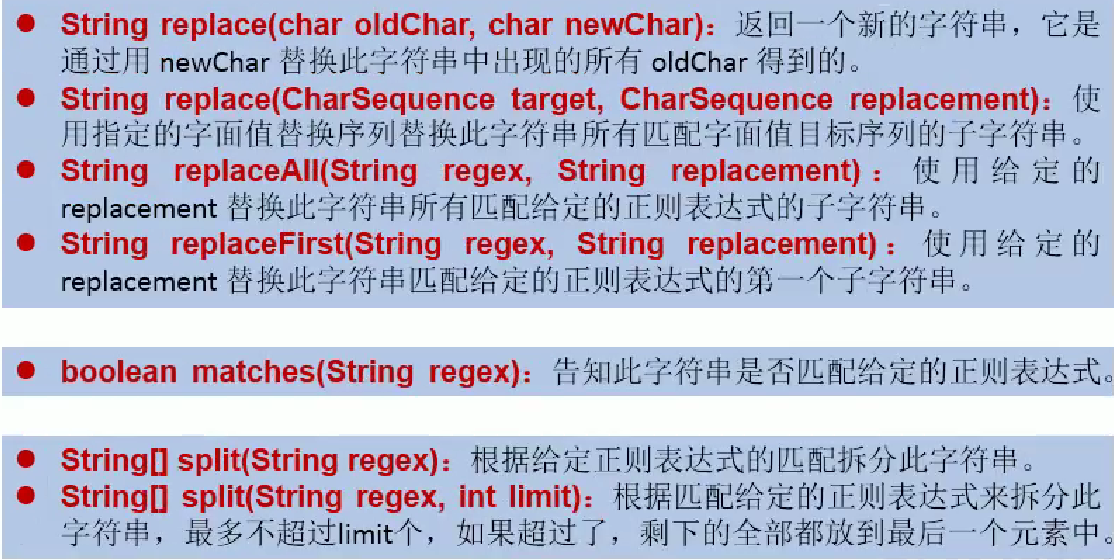 ● String replace(char oldChar, char newChar)：返回一个新的字符串，它是
通过用 newChar 替换此字符串中出现的所有 oldChar 得到的。
● String replace(CharSequence target, CharSequence replacement)：使
用指定的字面值替换序列替换此字符串所有匹配字面值目标序列的子字符串。
● String replaceAll(String regex, String replacement)：使用给定的
replacement 替换此字符串所有匹配给定的正则表达式的子字符串。
● String replaceFirst(String regex, String replacement)：使用给定的
replacement 替换此字符串匹配给定的正则表达式的第一个子字符串。
● boolean matches(String regex)：告知此字符串是否匹配给定的正则表达式。
● String[] split(String regex)：根据给定正则表达式的匹配拆分此字符串。
● String[] split(String regex, int limit)：根据匹配给定的正则表达式来拆分此
字符串，最多不超过limit个，如果超过了，剩下的全部都放到最后一个元素中。